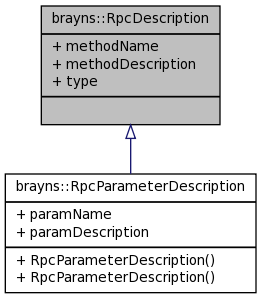 brayns::RpcDescription
+ methodName
+ methodDescription
+ type
brayns::RpcParameterDescription
+ paramName
+ paramDescription
+ RpcParameterDescription()
+ RpcParameterDescription()